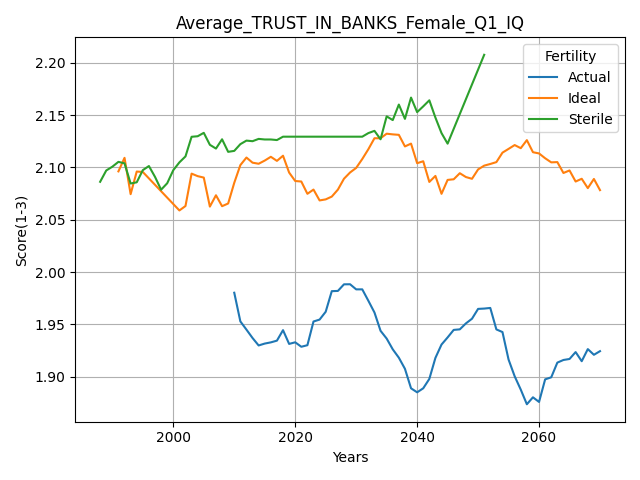 Average_TRUST_IN_BANKS_Female_Q1_IQ
Score(1-3)
2.20
2.15
2.10
2.05
2.00
1.95
1.90
Fertility
Actual
Ideal
Sterile
2000
2020
2040
2060
Years